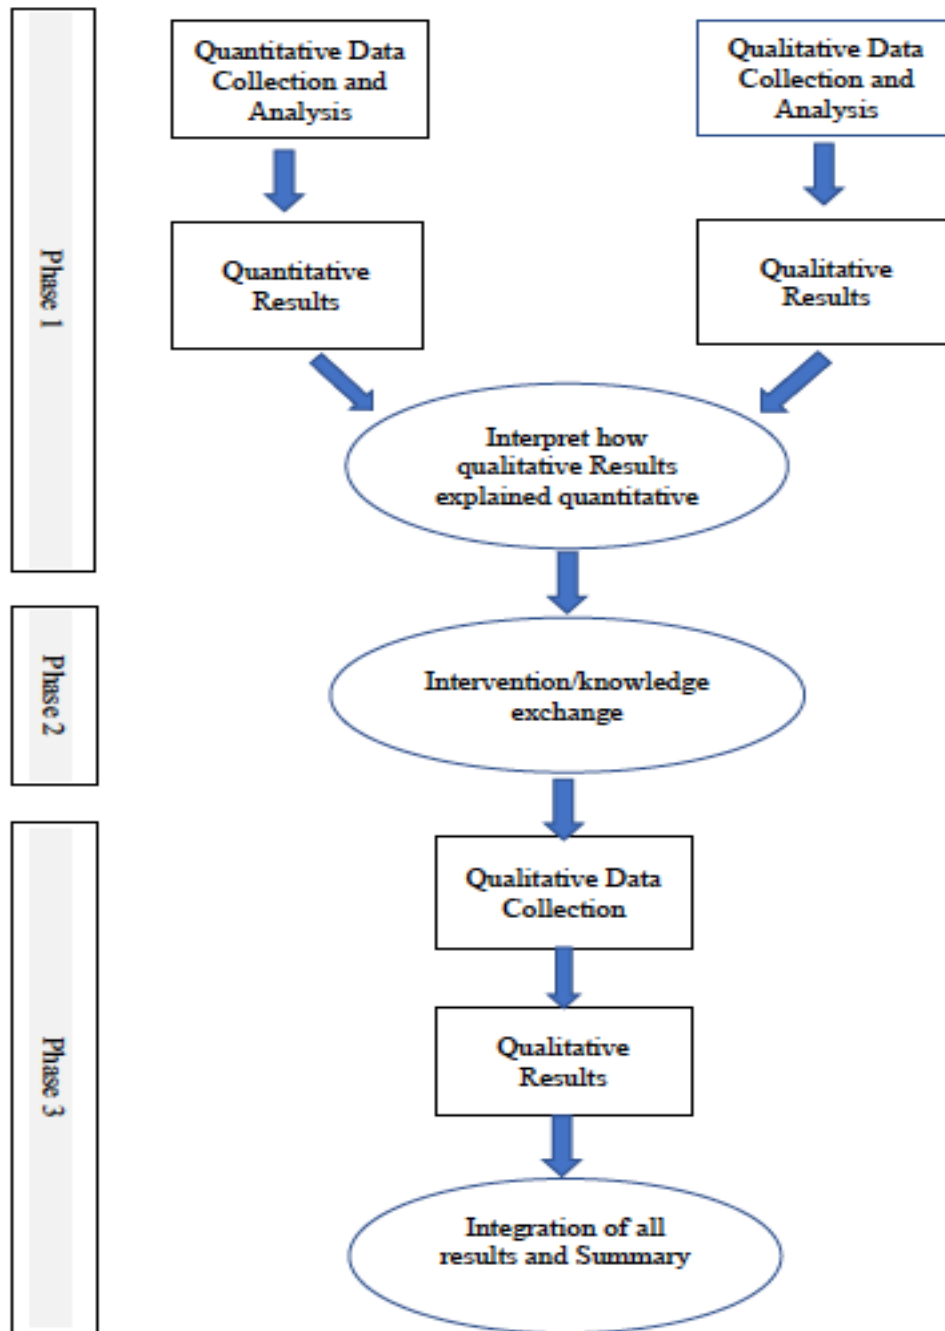 Phase 1
Quantitative Data
Collection and
Analysis
Qualitative Data
Collection and
Analysis
Quantitative
Results
Qualitative
Results
Interpret how
qualitative Results
explained quantitative
Phase 2
Intervention/knowledge
exchange
Phase 3
Qualitative Data
Collection
Qualitative
Results
Integration of all
results and Summary